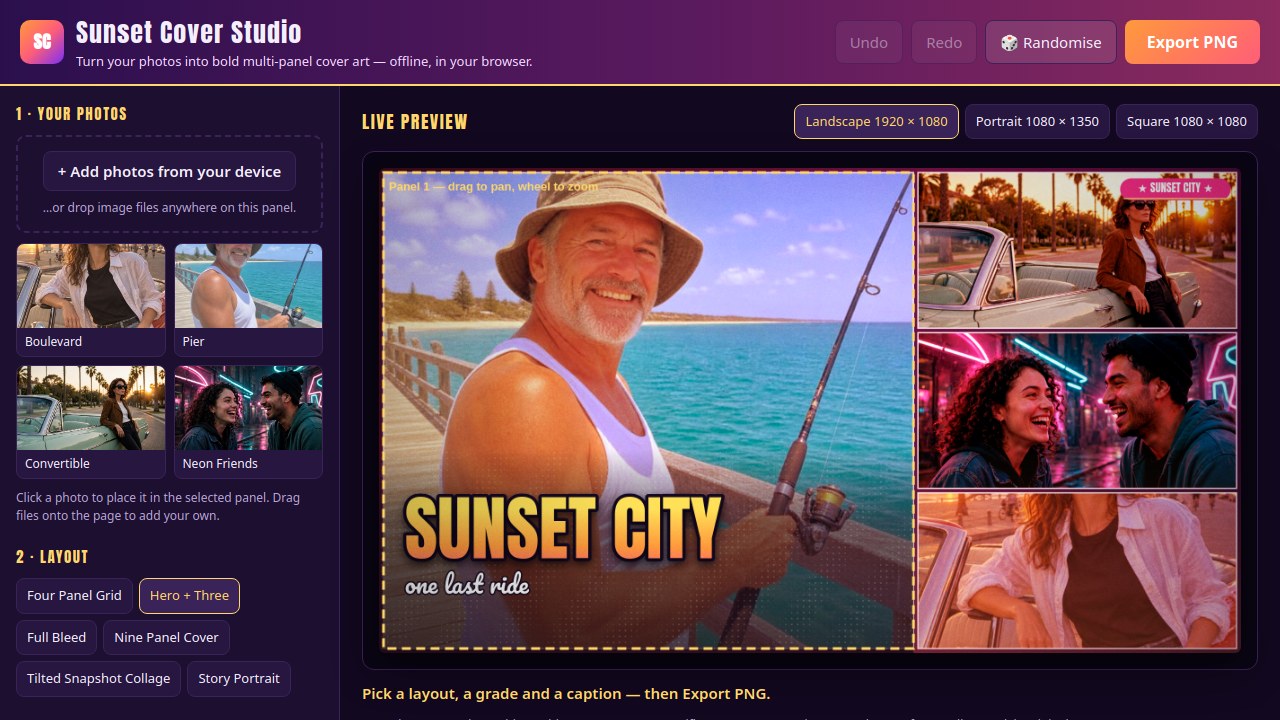 SC
Sunset Cover Studio
Turn your photos into bold multi-panel cover art — offline, in your browser.
Undo
Redo
🎲 Randomise
Export PNG
1 · YOUR PHOTOS
+ Add photos from your device
...or drop image files anywhere on this panel.
Boulevard
Pier
Convertible
Neon Friends
Click a photo to place it in the selected panel. Drag
files onto the page to add your own.
2 · LAYOUT
Four Panel Grid
Hero + Three
Full Bleed
Nine Panel Cover
Tilted Snapshot Collage
Story Portrait
LIVE PREVIEW
Landscape 1920 × 1080
Portrait 1080 × 1350
Square 1080 × 1080
Panel 1 — drag to pan, wheel to zoom
★ SUNSET CITY ★
SUNSET CITY
one last ride
Pick a layout, a grade and a caption — then Export PNG.